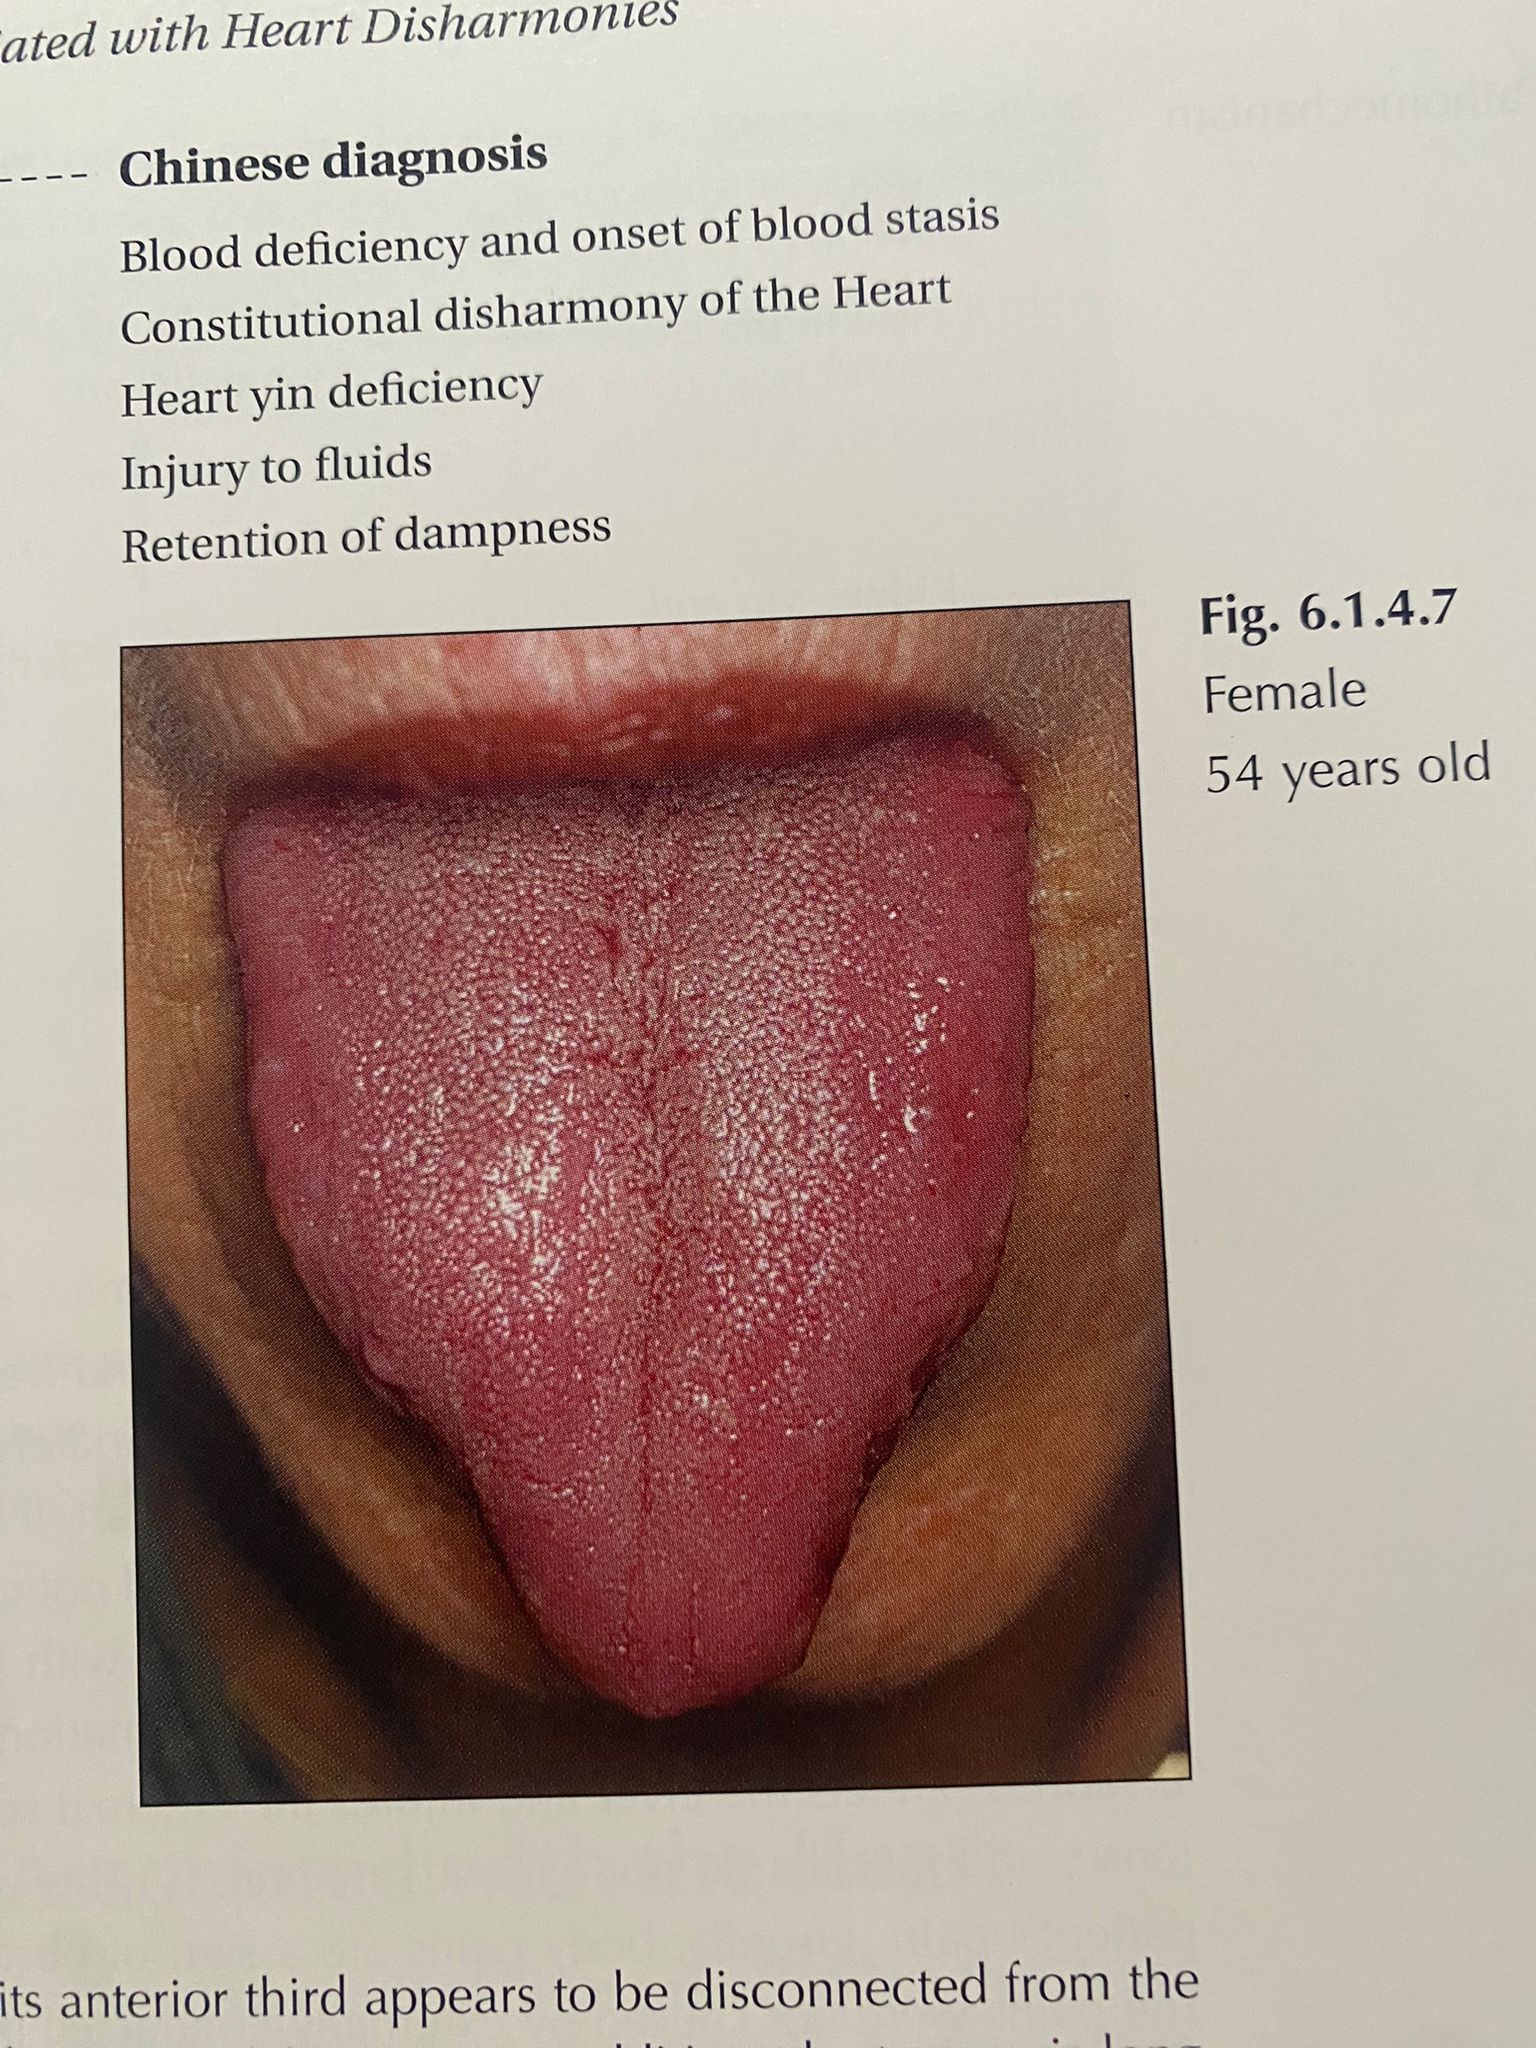 with Heart Disharmonies
Chinese diagnosis
Blood deficiency and onset of blood stasis
Constitutional disharmony of the Heart
Heart yin deficiency
Injury to fluids
Retention of dampness
Fig. 6.1.4.7
Female
54 years old
its anterior third appears to be disconnected from the